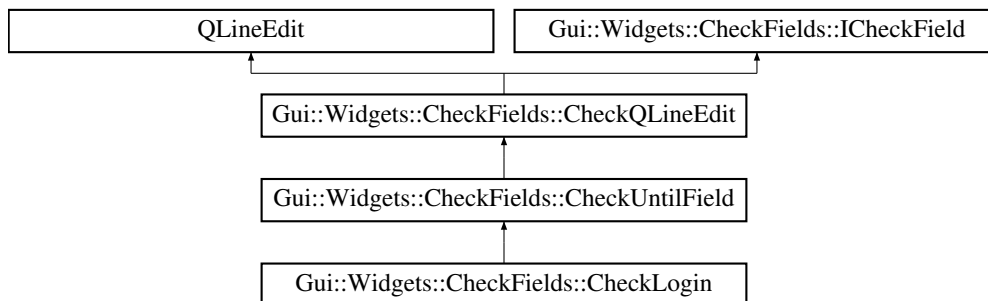 QLineEdit
Gui::Widgets::CheckFields::ICheckField
Gui::Widgets::CheckFields::CheckQLineEdit
Gui::Widgets::CheckFields::CheckUntilField
Gui::Widgets::CheckFields::CheckLogin